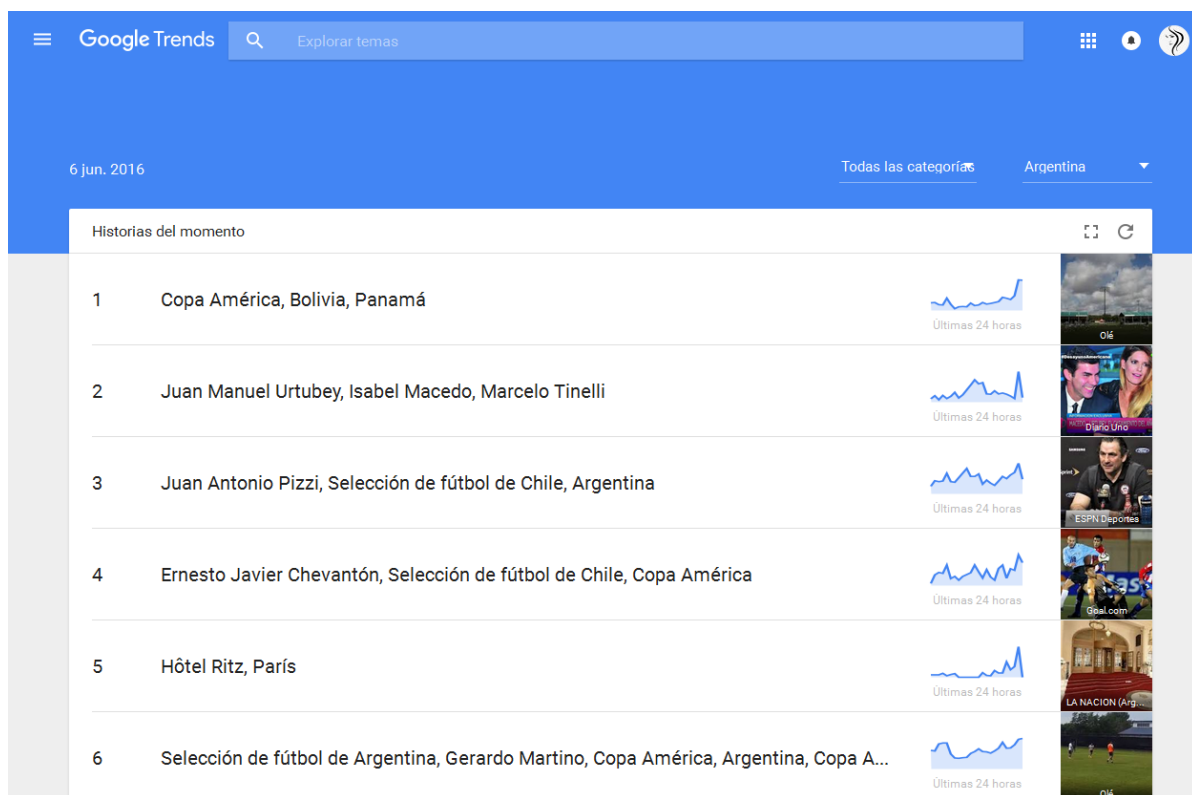 Google Trends
Explorar temas
6 jun. 2016
Todas las categorías
Argentina
Historias del momento
1
Copa América, Bolivia, Panamá
Últimas 24 horas
Olé
2
Juan Manuel Urtubey, Isabel Macedo, Marcelo Tinelli
Últimas 24 horas
Diario Uno
3
Juan Antonio Pizzi, Selección de fútbol de Chile, Argentina
Últimas 24 horas
ESPN Deportes
4
Ernesto Javier Chevantón, Selección de fútbol de Chile, Copa América
Últimas 24 horas
Goal.com
5
Hôtel Ritz, París
Últimas 24 horas
LA NACION (Arg...
6
Selección de fútbol de Argentina, Gerardo Martino, Copa América, Argentina, Copa A...
Últimas 24 horas
Olé